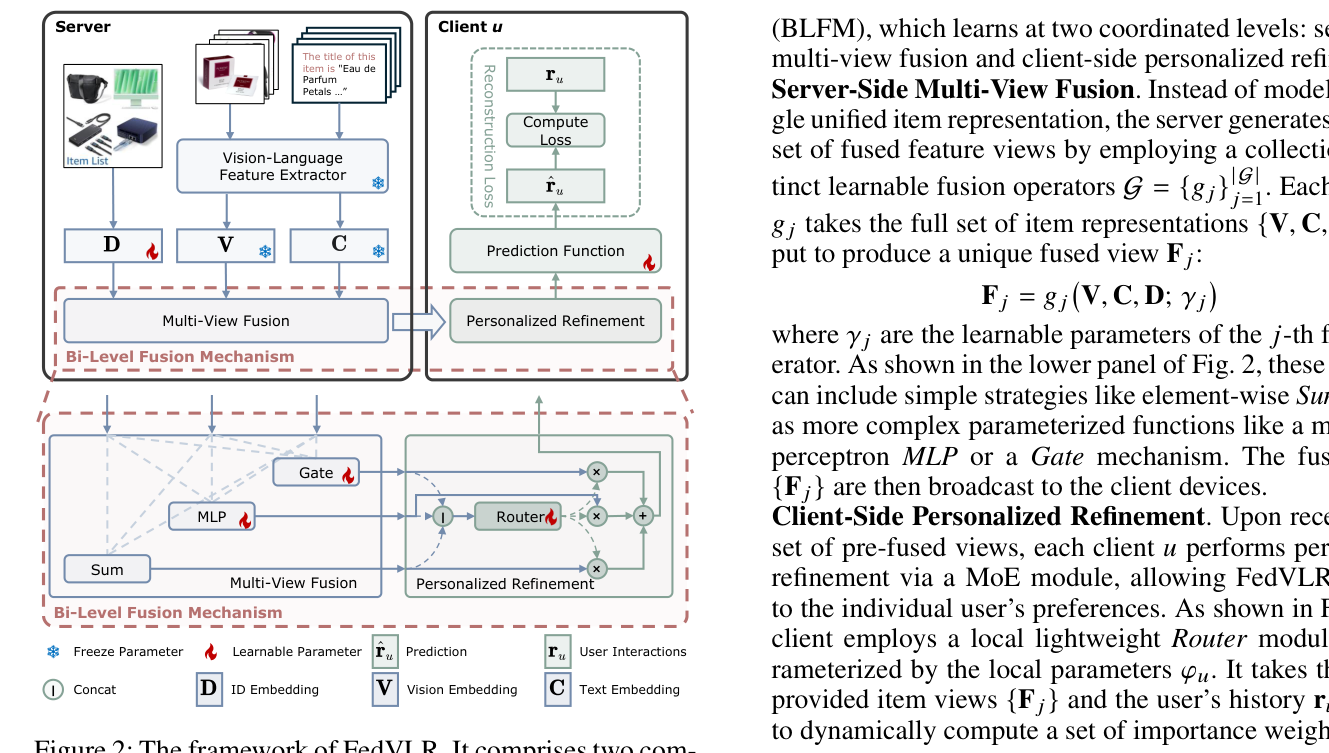 Server
Client u
The title of this
item is "Eau de
Parfum
Petals ..."
Item List
Vision-Language
Feature Extractor
D
V
C
Multi-View Fusion
Bi-Level Fusion Mechanism
Reconstruction Loss
r_u
Compute
Loss
r̂_u
Prediction Function
Personalized Refinement
Gate
MLP
Sum
Multi-View Fusion
|
Router
×
×
×
+
Personalized Refinement
Bi-Level Fusion Mechanism
Freeze Parameter
Learnable Parameter
r̂_u Prediction
r_u User Interactions
| Concat
D ID Embedding
V Vision Embedding
C Text Embedding
Figure 2: The framework of FedVLR. It comprises two com-
(BLFM), which learns at two coordinated levels:
multi-view fusion and client-side personalized
Server-Side Multi-View Fusion. Instead of
gle unified item representation, the server generates
set of fused feature views by employing a
tinct learnable fusion operators 𝒢 = {g_j}_{j=1}^{|𝒢|}. Each
g_j takes the full set of item representations {V, C,
put to produce a unique fused view F_j:
F_j = g_j(V, C, D; γ_j)
where γ_j are the learnable parameters of the j-th
erator. As shown in the lower panel of Fig. 2, these
can include simple strategies like element-wise
as more complex parameterized functions like a
perceptron MLP or a Gate mechanism. The
{F_j} are then broadcast to the client devices.
Client-Side Personalized Refinement. Upon
set of pre-fused views, each client u performs
refinement via a MoE module, allowing FedVLR
to the individual user's preferences. As shown in
client employs a local lightweight Router
rameterized by the local parameters φ_u. It takes
provided item views {F_j} and the user's history
to dynamically compute a set of importance